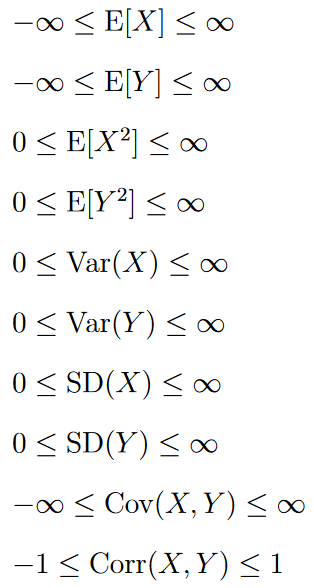 −∞ ≤ E[X] ≤ ∞
−∞ ≤ E[Y] ≤ ∞
0 ≤ E[X²] ≤ ∞
0 ≤ E[Y²] ≤ ∞
0 ≤ Var(X) ≤ ∞
0 ≤ Var(Y) ≤ ∞
0 ≤ SD(X) ≤ ∞
0 ≤ SD(Y) ≤ ∞
−∞ ≤ Cov(X, Y) ≤ ∞
−1 ≤ Corr(X, Y) ≤ 1